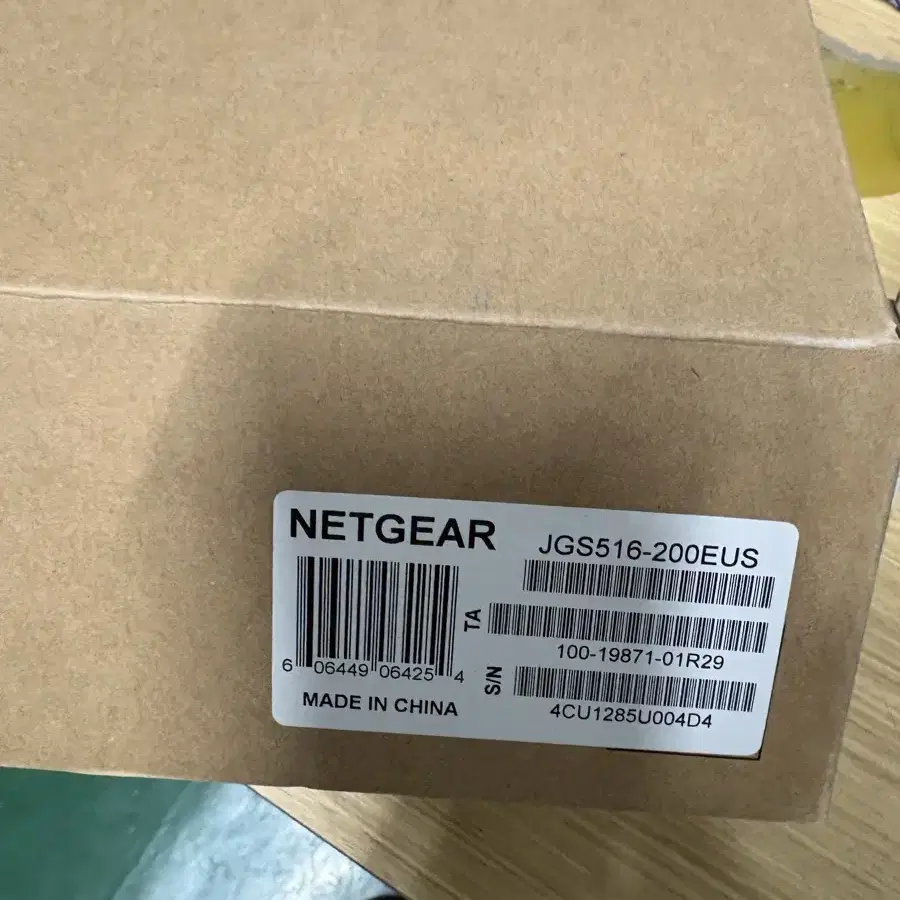 NETGEAR
JGS516-200EUS
6 06449 06425 4
TA
100-19871-01R29
S/N
4CU1285U004D4
MADE IN CHINA